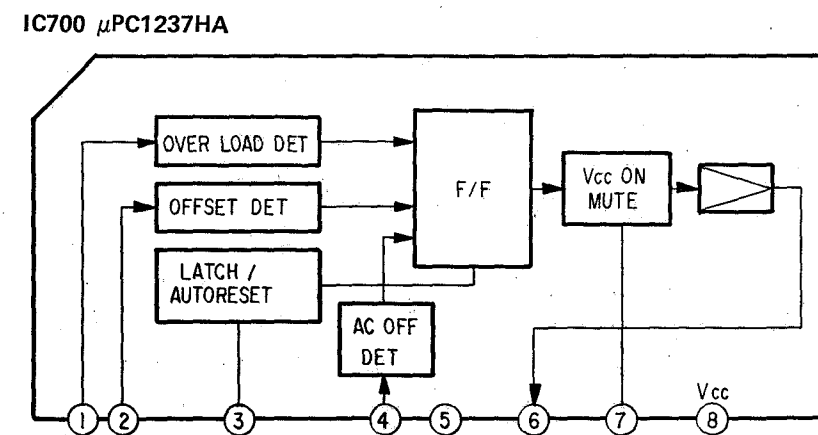 IC700 μPC1237HA
OVER LOAD DET
OFFSET DET
LATCH /
AUTORESET
F/F
Vcc ON
MUTE
AC OFF
DET
Vcc
1 2 3 4 5 6 7 8